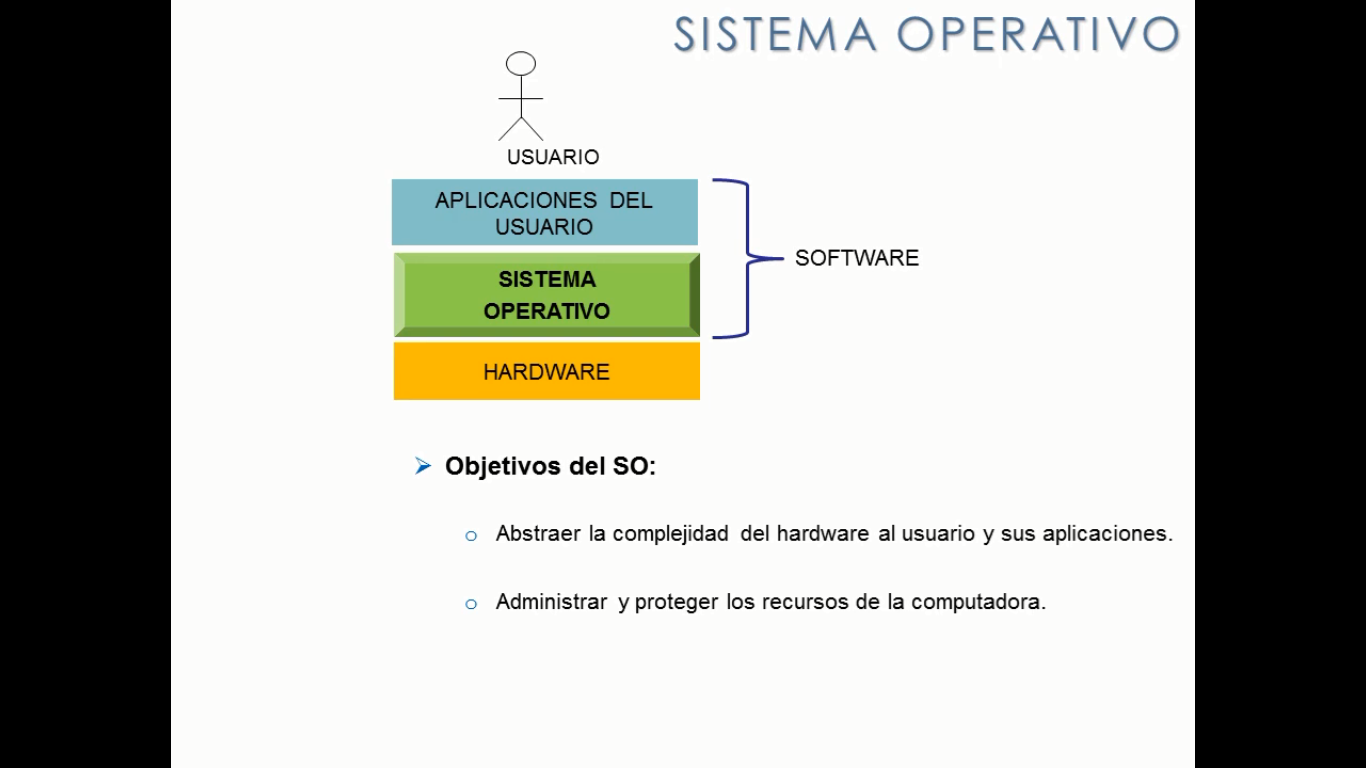 SISTEMA OPERATIVO
USUARIO
APLICACIONES DEL
USUARIO
SISTEMA
OPERATIVO
SOFTWARE
HARDWARE
Objetivos del SO:
Abstraer la complejidad del hardware al usuario y sus aplicaciones.
Administrar y proteger los recursos de la computadora.